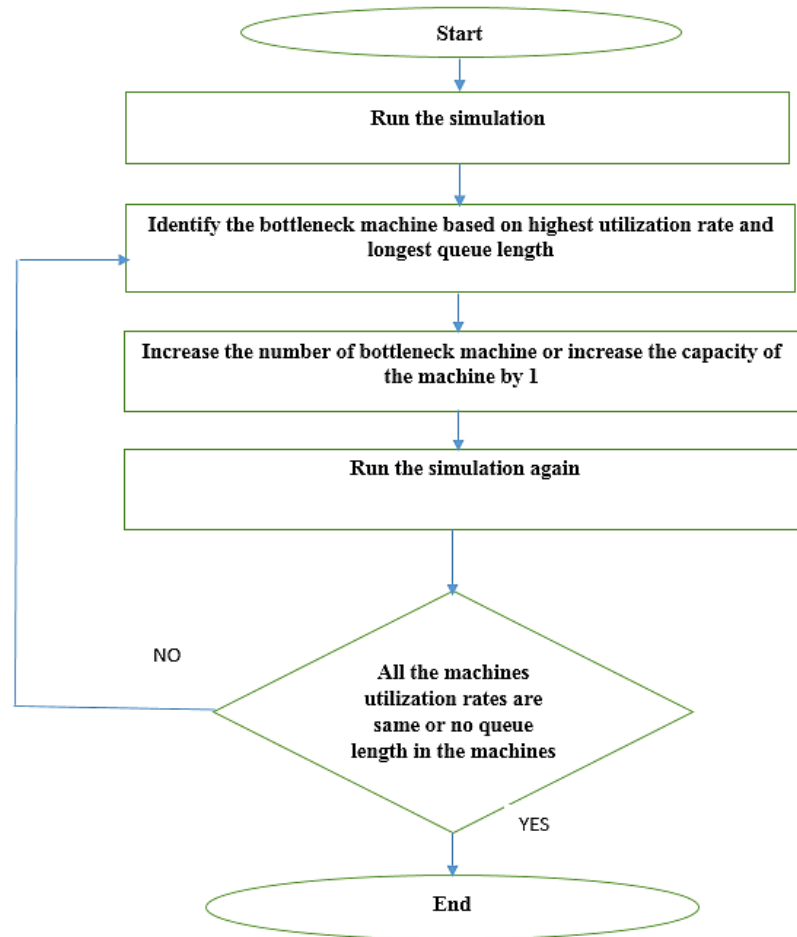 Start
Run the simulation
Identify the bottleneck machine based on highest utilization rate and
longest queue length
Increase the number of bottleneck machine or increase the capacity of
the machine by 1
Run the simulation again
NO
All the machines
utilization rates are
same or no queue
length in the machines
YES
End